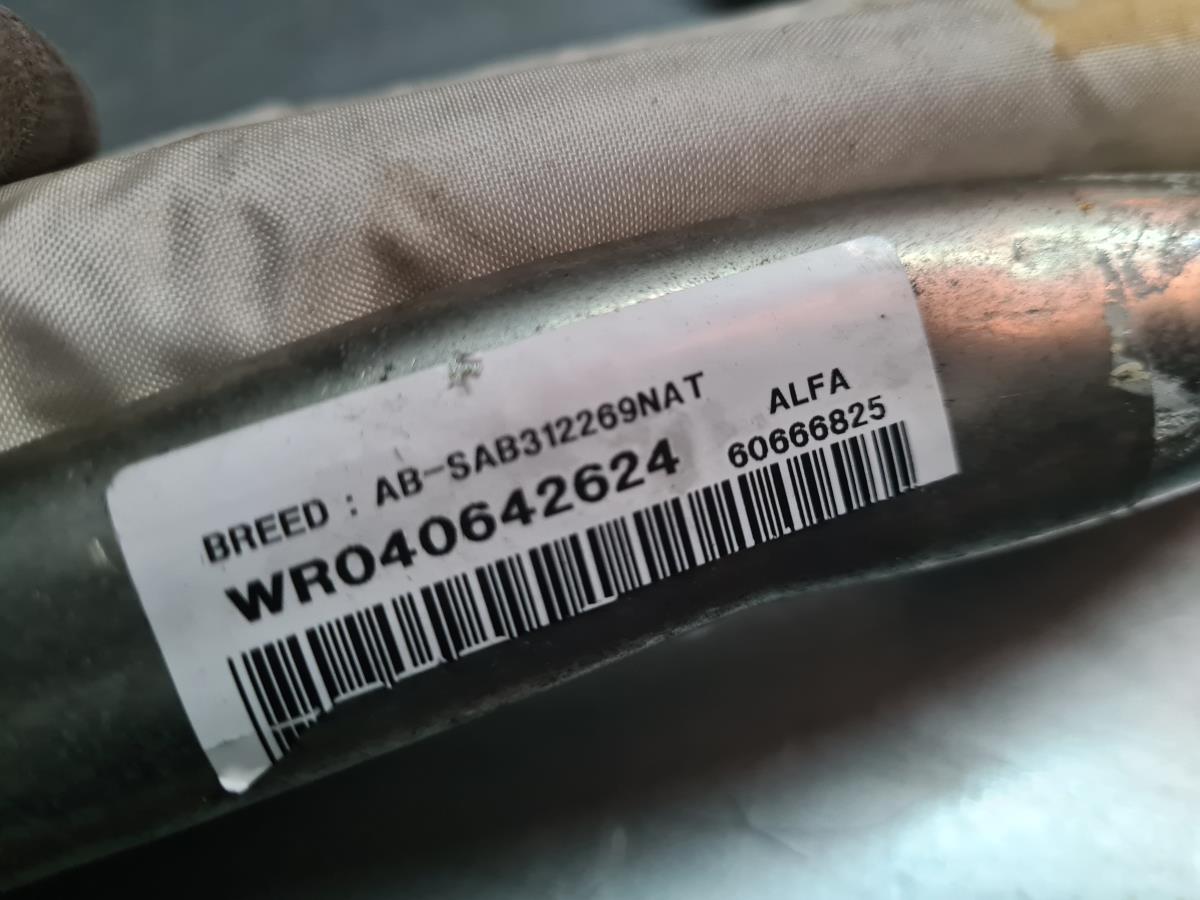 BREED : AB-SAB312269NAT
WR040642624
ALFA
60666825